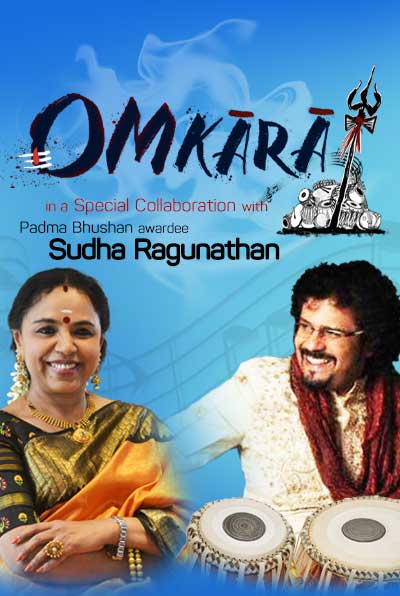 OMKĀRĀ
in a Special Collaboration with
Padma Bhushan awardee
Sudha Ragunathan